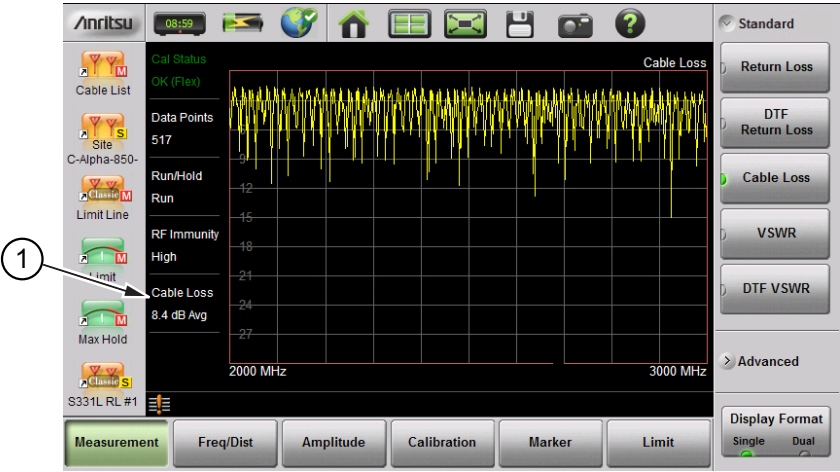 Anritsu
08:59
?
Standard
Cable List
M
Site
S
C-Alpha-850-
Classic M
Limit Line
M
Limit
M
Max Hold
Classic S
S331L RL #1
1
Cal Status
OK (Flex)
Data Points
517
Run/Hold
Run
RF Immunity
High
Cable Loss
8.4 dB Avg
Cable Loss
9
12
15
18
21
24
27
2000 MHz
3000 MHz
Return Loss
DTF
Return Loss
Cable Loss
VSWR
DTF VSWR
Advanced
Display Format
Single Dual
Measurement
Freq/Dist
Amplitude
Calibration
Marker
Limit